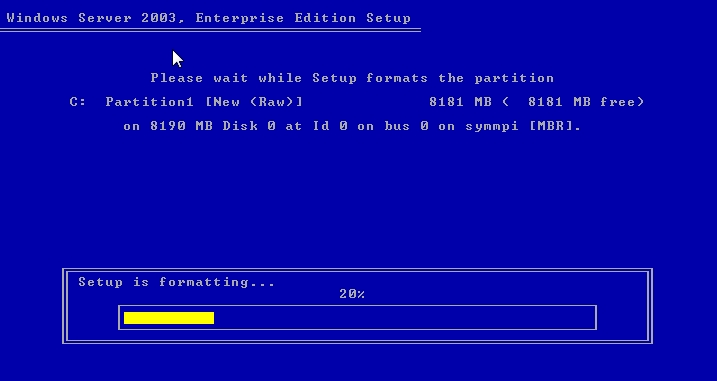 Windows Server 2003, Enterprise Edition Setup
Please wait while Setup formats the partition
C: Partition1 [New (Raw)] 8181 MB ( 8181 MB free)
on 8190 MB Disk 0 at Id 0 on bus 0 on symmpi [MBR].
Setup is formatting...
20%